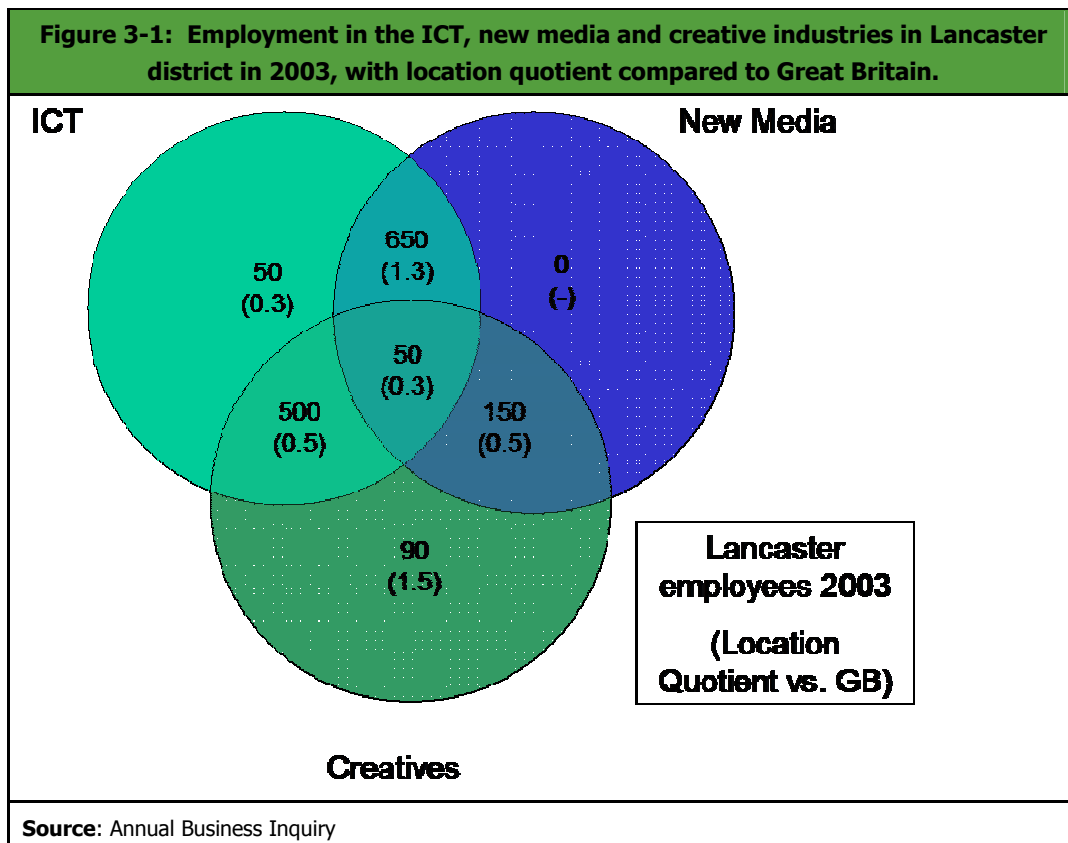 Figure 3-1: Employment in the ICT, new media and creative industries in Lancaster
district in 2003, with location quotient compared to Great Britain.
ICT
New Media
650
(1.3)
50
(0.3)
0
(-)
50
(0.3)
500
(0.5)
150
(0.5)
90
(1.5)
Lancaster
employees 2003
(Location
Quotient vs. GB)
Creatives
Source: Annual Business Inquiry